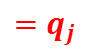 = q_j